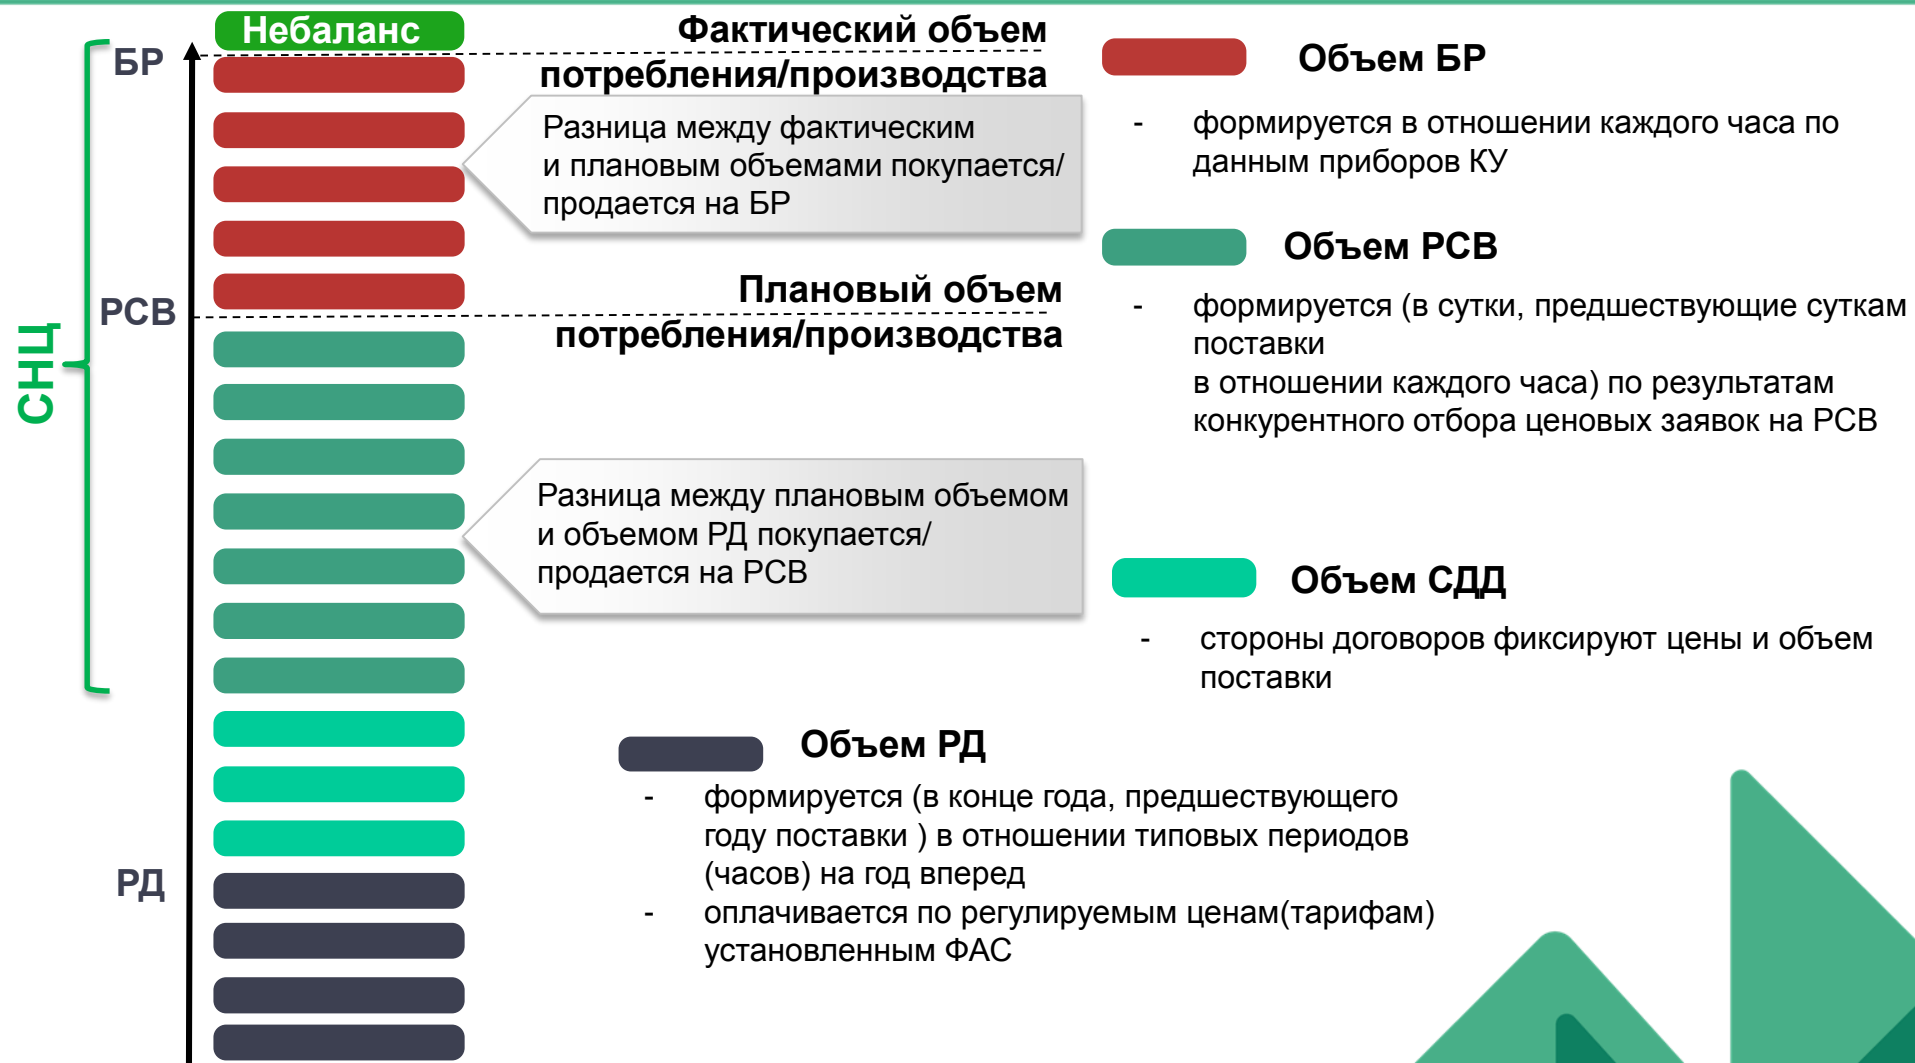 Небаланс
БР
РСВ
СНЦ
РД
Фактический объем
потребления/производства
Разница между фактическим
и плановым объемами покупается/
продается на БР
Плановый объем
потребления/производства
Разница между плановым объемом
и объемом РД покупается/
продается на РСВ
Объем БР
- формируется в отношении каждого часа по
данным приборов КУ
Объем РСВ
- формируется (в сутки, предшествующие суткам
поставки
в отношении каждого часа) по результатам
конкурентного отбора ценовых заявок на РСВ
Объем СДД
- стороны договоров фиксируют цены и объем
поставки
Объем РД
- формируется (в конце года, предшествующего
году поставки ) в отношении типовых периодов
(часов) на год вперед
- оплачивается по регулируемым ценам(тарифам)
установленным ФАС